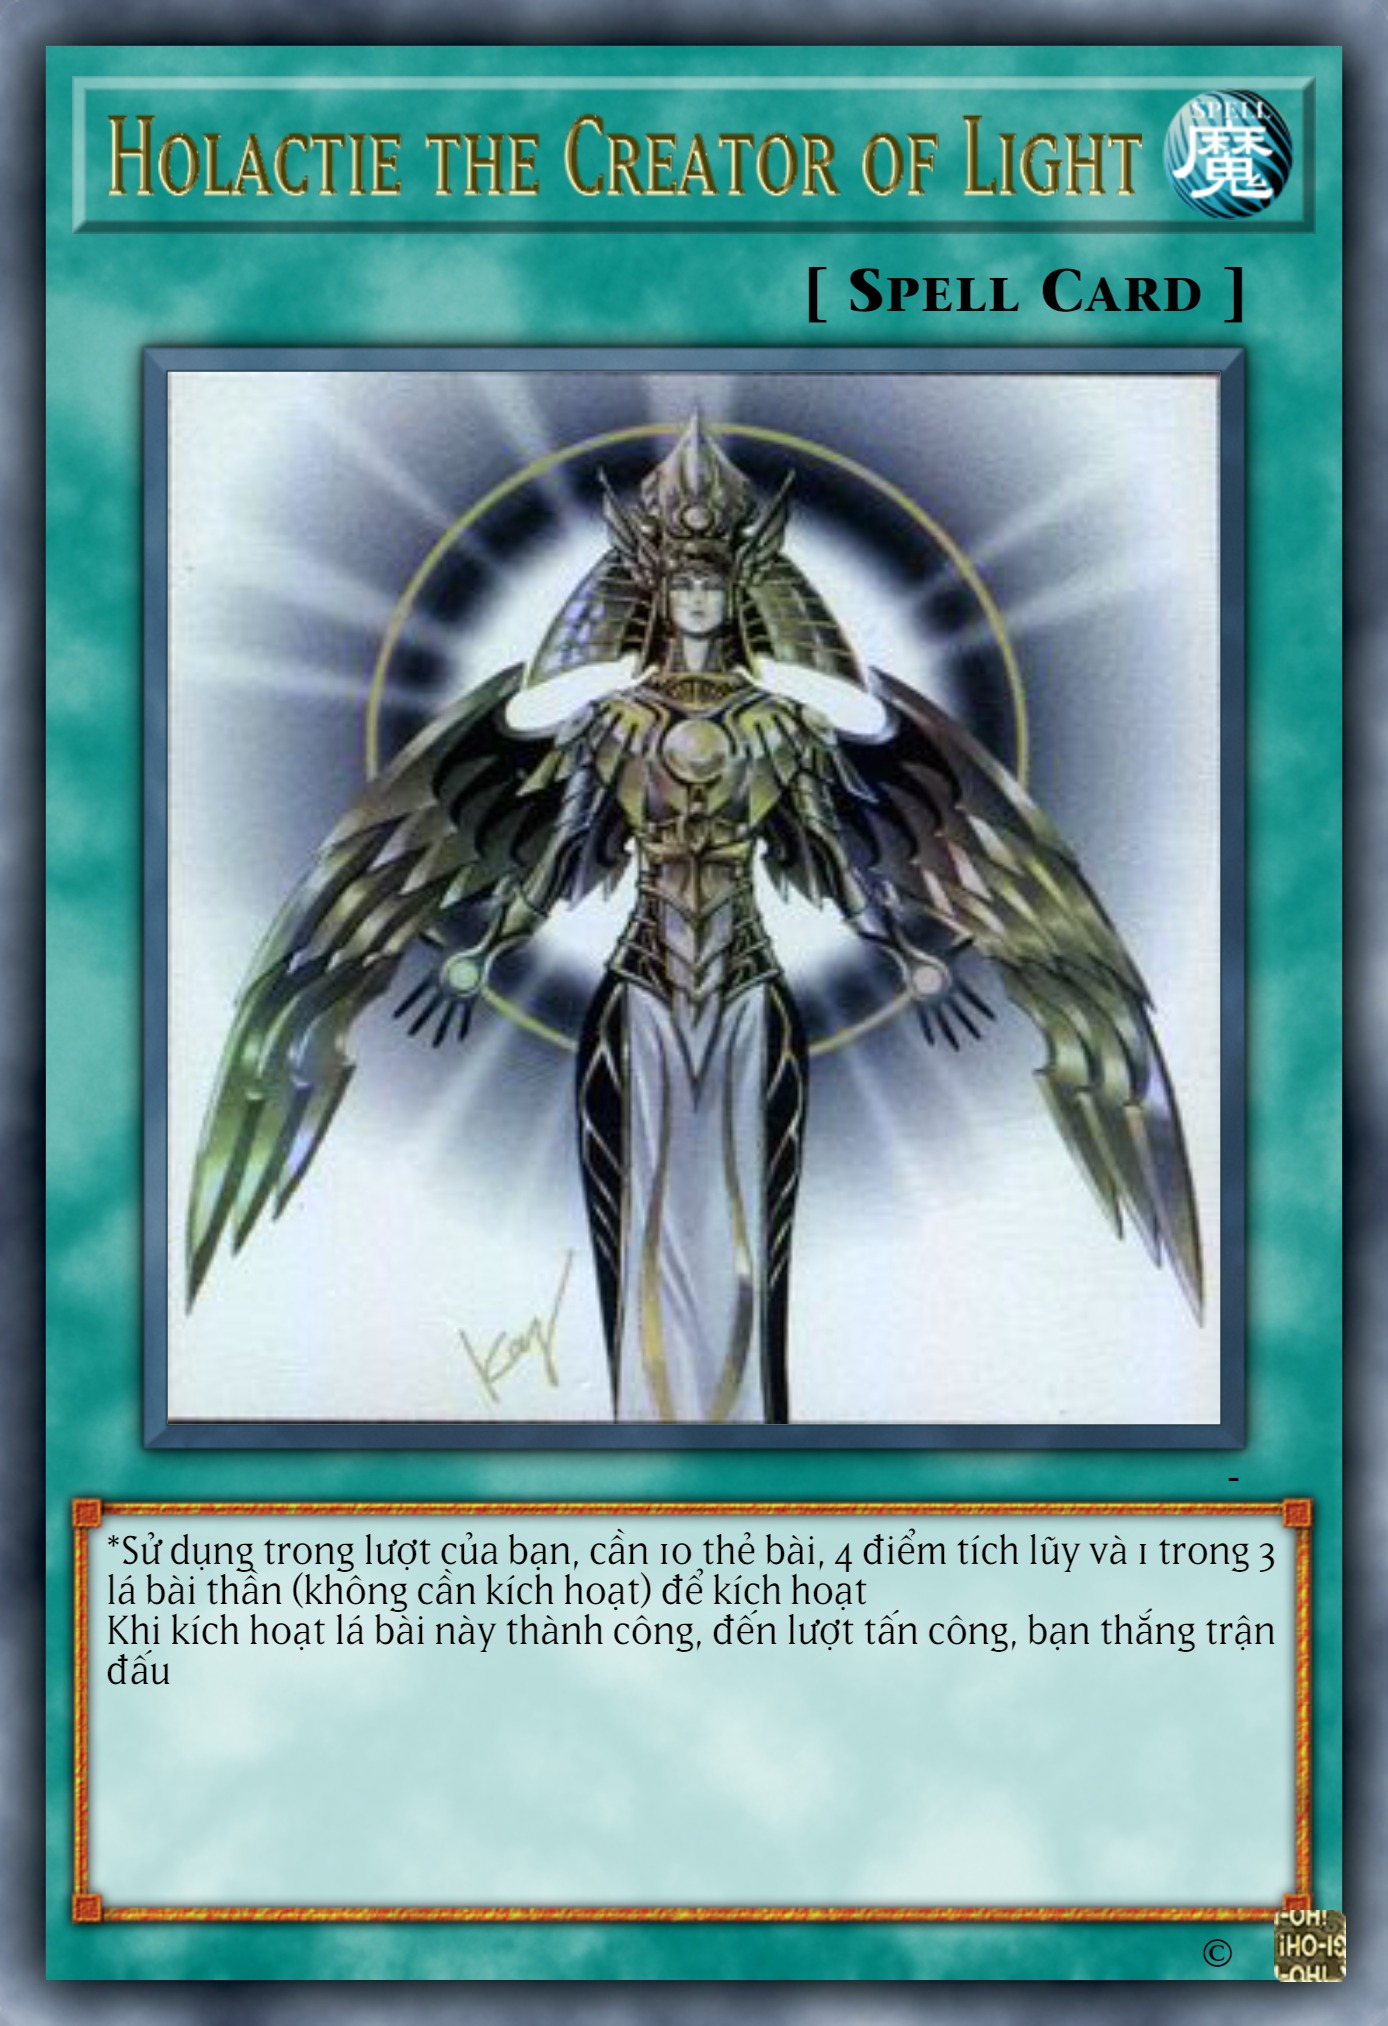 HOLACTIE THE CREATOR OF LIGHT
SPELL
魔
[ SPELL CARD ]
Kay
-
*Sử dụng trong lượt của bạn, cần 10 thẻ bài, 4 điểm tích lũy và 1 trong 3
lá bài thần (không cần kích hoạt) để kích hoạt
Khi kích hoạt lá bài này thành công, đến lượt tấn công, bạn thắng trận
đấu
©